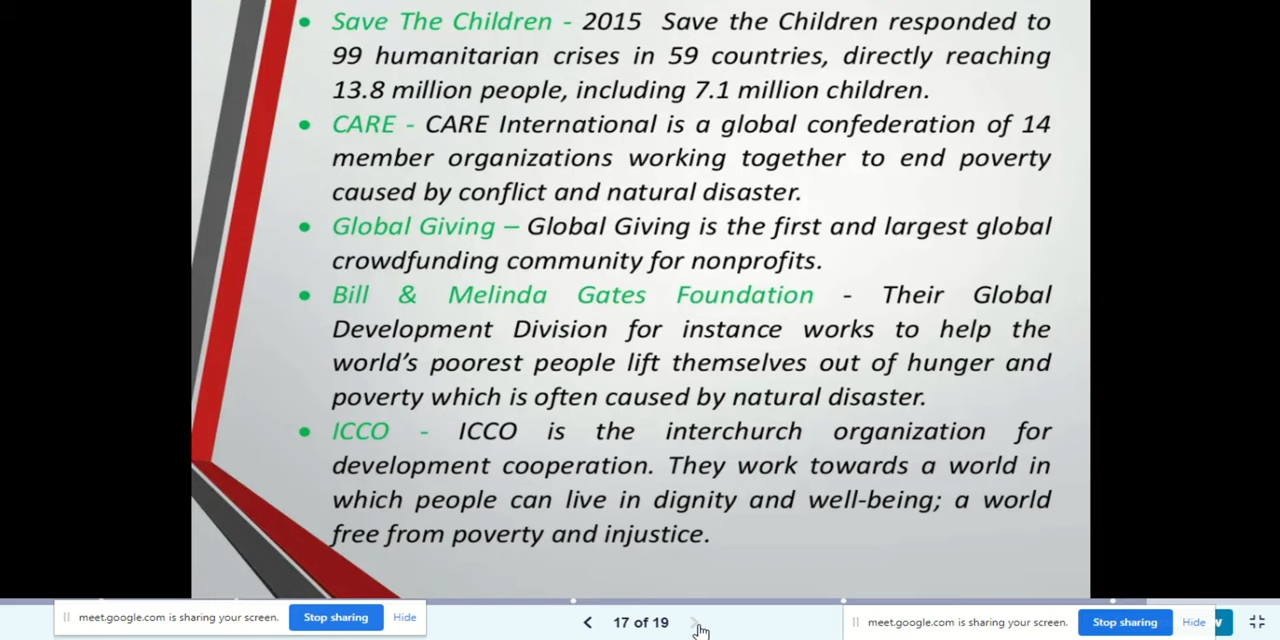 • Save The Children - 2015 Save the Children responded to
99 humanitarian crises in 59 countries, directly reaching
13.8 million people, including 7.1 million children.
• CARE - CARE International is a global confederation of 14
member organizations working together to end poverty
caused by conflict and natural disaster.
• Global Giving – Global Giving is the first and largest global
crowdfunding community for nonprofits.
• Bill & Melinda Gates Foundation - Their Global
Development Division for instance works to help the
world's poorest people lift themselves out of hunger and
poverty which is often caused by natural disaster.
• ICCO - ICCO is the interchurch organization for
development cooperation. They work towards a world in
which people can live in dignity and well-being; a world
free from poverty and injustice.
meet.google.com is sharing your screen. Stop sharing Hide
17 of 19
meet.google.com is sharing your screen. Stop sharing Hide